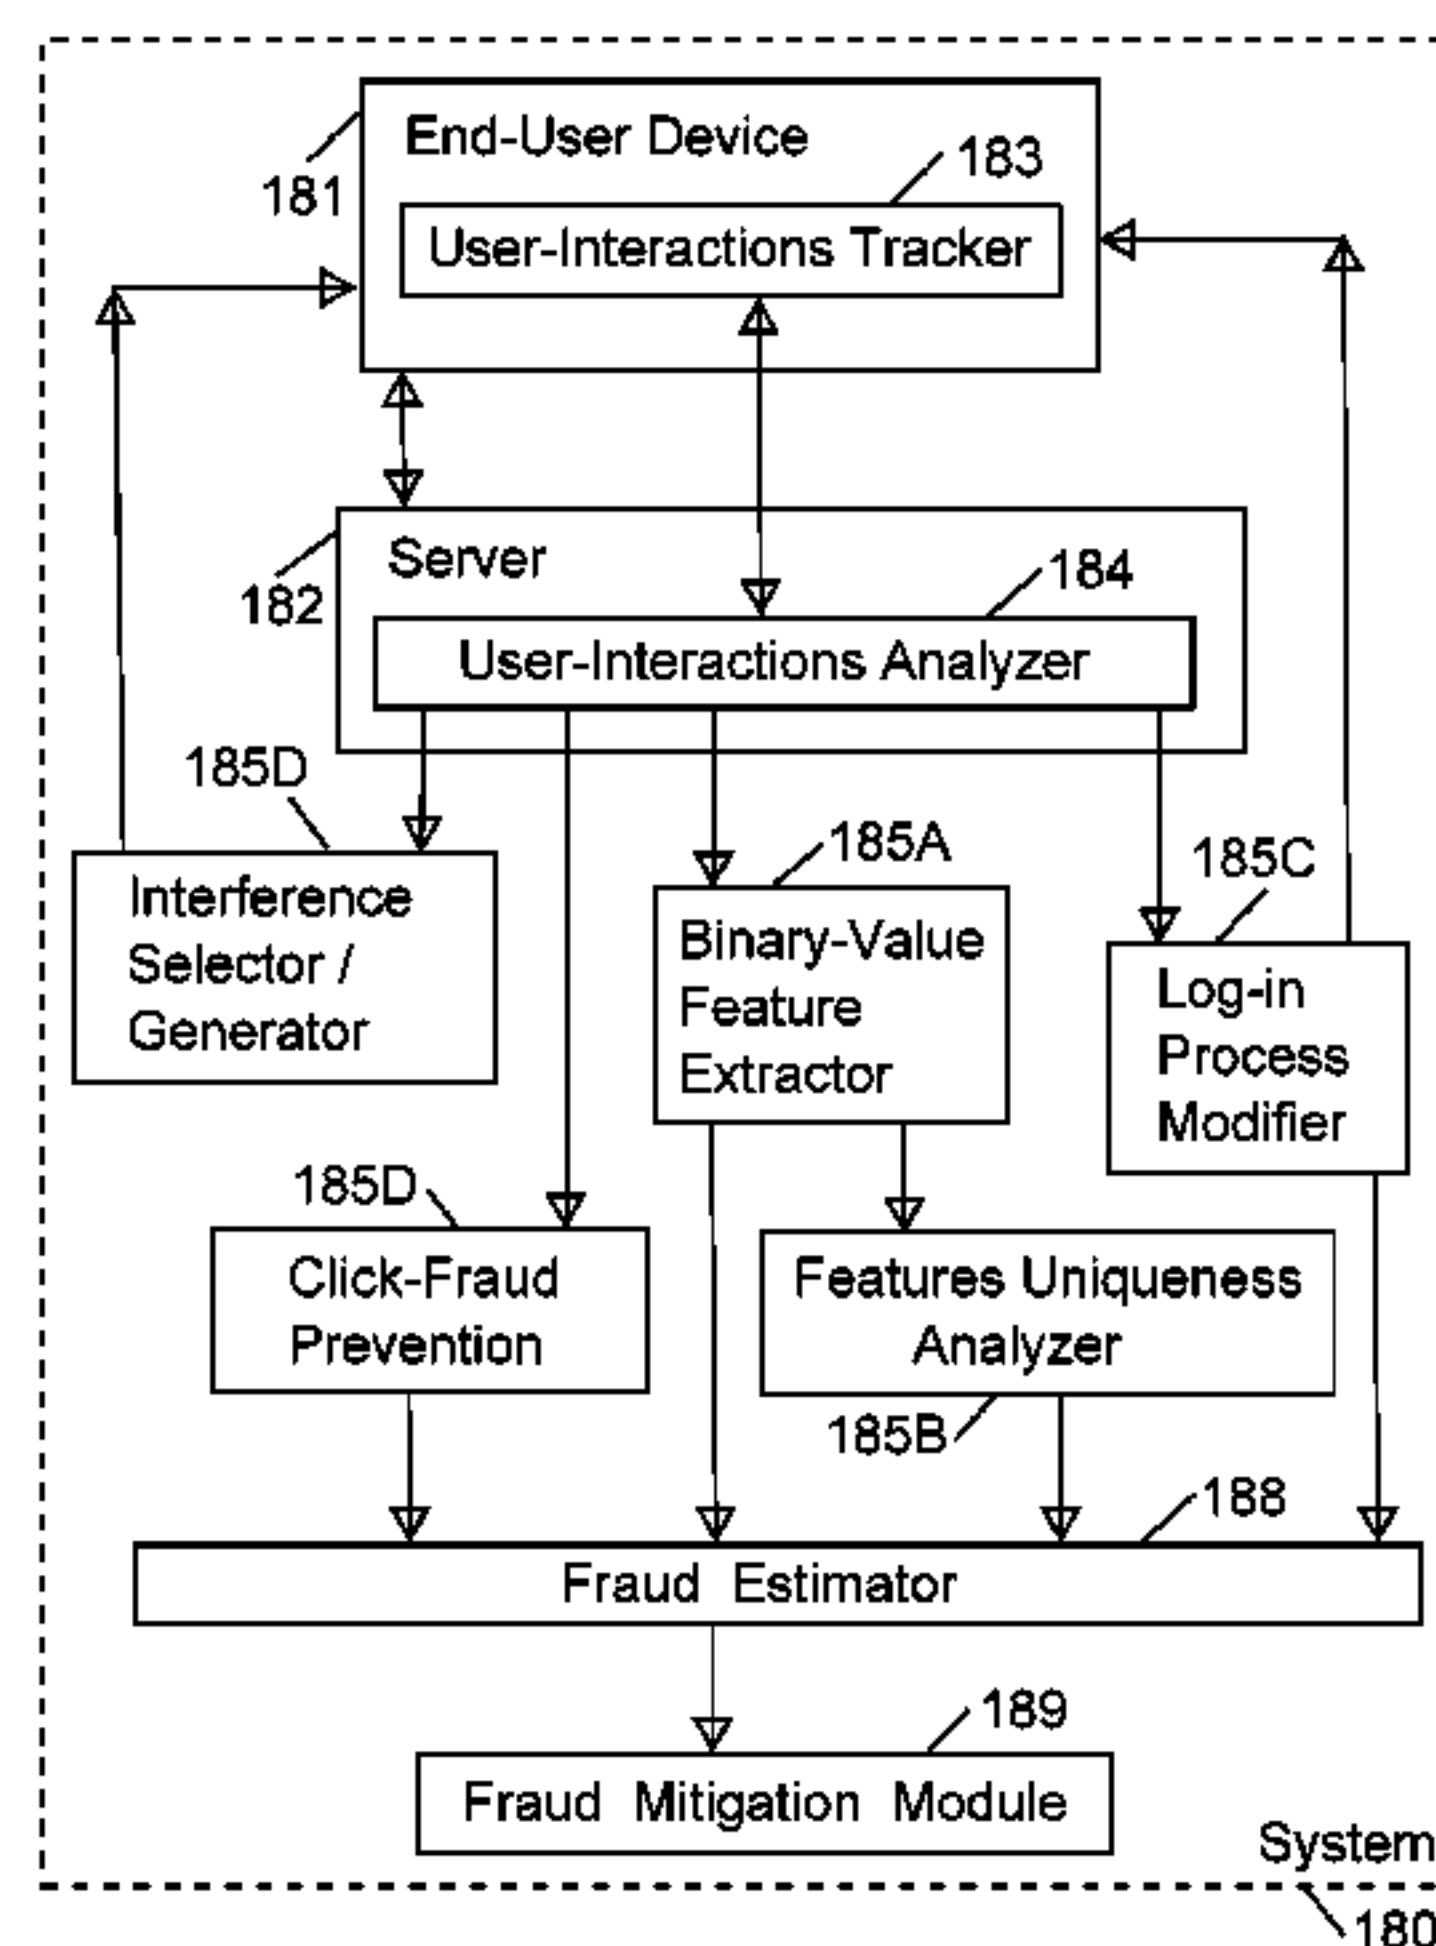 End-User Device
183
181
User-Interactions Tracker
Server
184
182
User-Interactions Analyzer
185D
185A
185C
Interference
Selector /
Generator
Binary-Value
Feature
Extractor
Log-in
Process
Modifier
185D
Click-Fraud
Prevention
Features Uniqueness
Analyzer
185B
188
Fraud Estimator
189
Fraud Mitigation Module
System
180